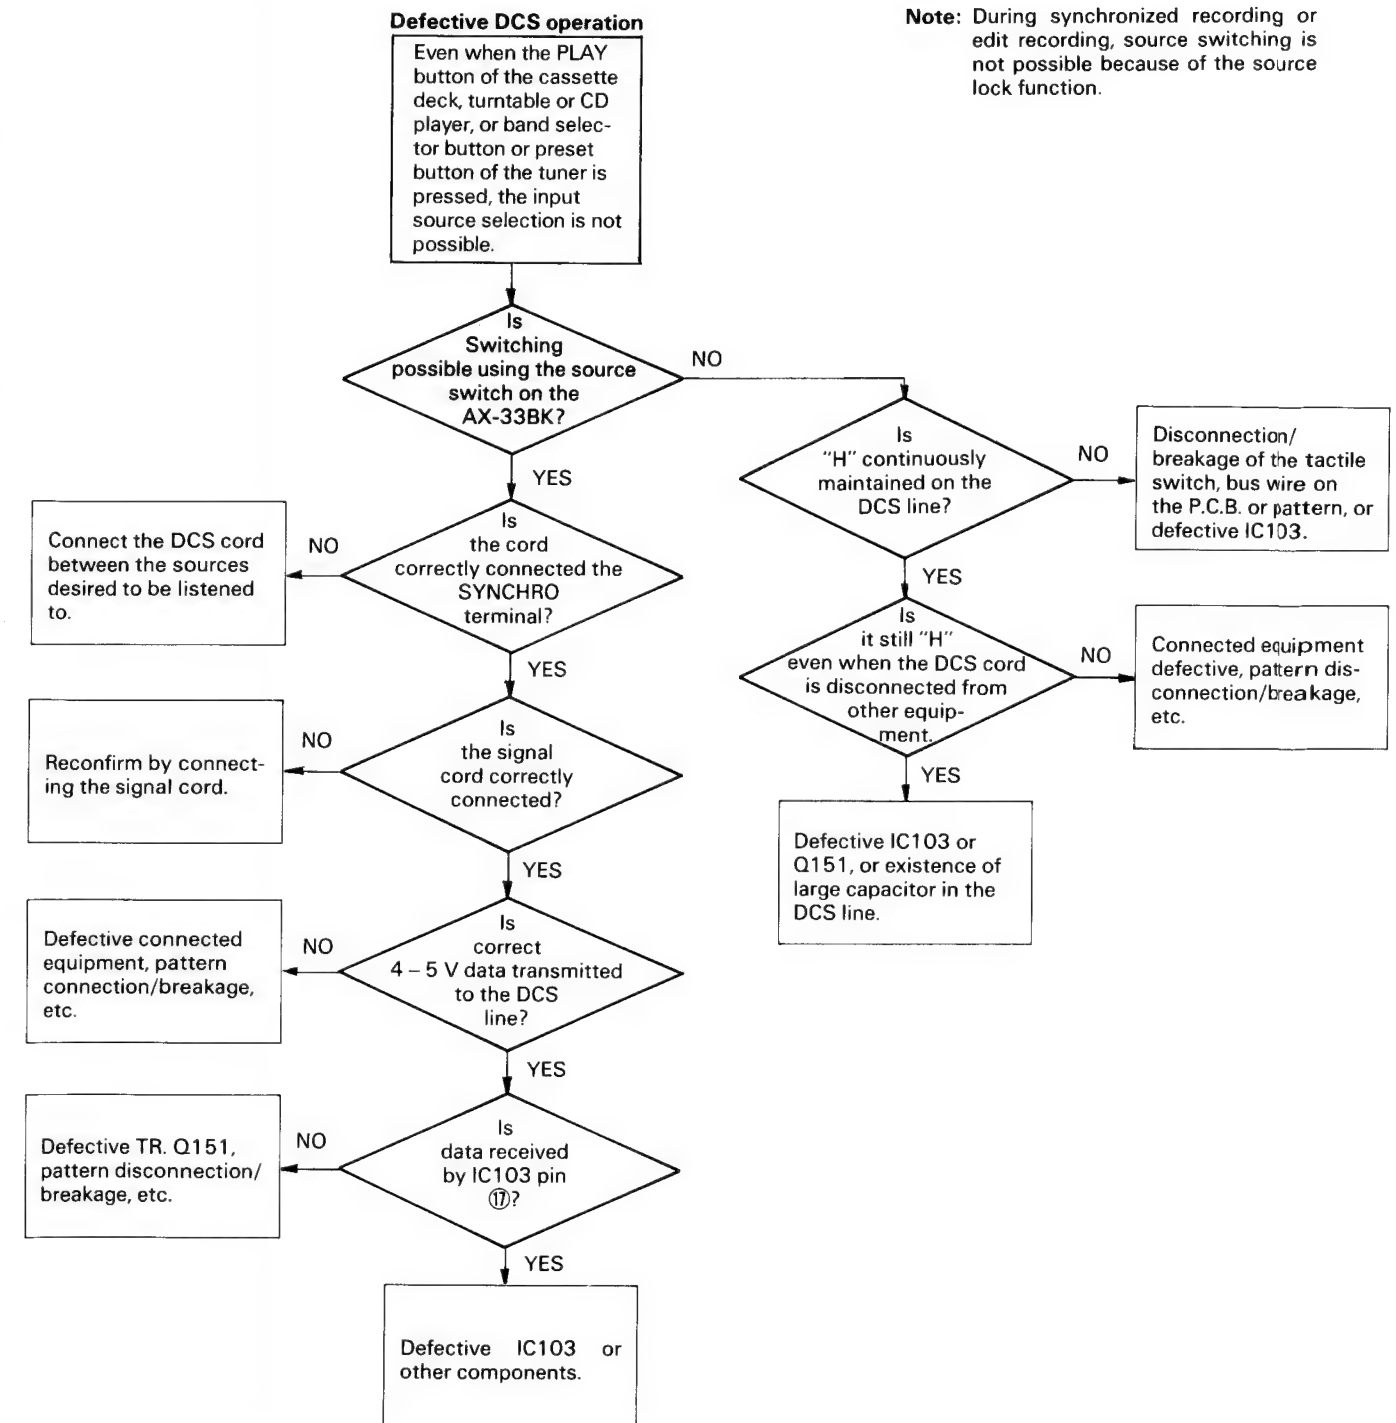 Defective DCS operation
Even when the PLAY
button of the cassette
deck, turntable or CD
player, or band selec-
tor button or preset
button of the tuner is
pressed, the input
source selection is not
possible.
Note: During synchronized recording or
edit recording, source switching is
not possible because of the source
lock function.
Is
Switching
possible using the source
switch on the
AX-33BK?
NO
YES
Is
"H" continuously
maintained on the
DCS line?
NO
Disconnection/
breakage of the tactile
switch, bus wire on
the P.C.B. or pattern, or
defective IC103.
YES
Is
it still "H"
even when the DCS cord
is disconnected from
other equip-
ment.
NO
Connected equipment
defective, pattern dis-
connection/breakage,
etc.
YES
Defective IC103 or
Q151, or existence of
large capacitor in the
DCS line.
Is
the cord
correctly connected the
SYNCHRO
terminal?
NO
Connect the DCS cord
between the sources
desired to be listened
to.
YES
Is
the signal
cord correctly
connected?
NO
Reconfirm by connect-
ing the signal cord.
YES
Is
correct
4 – 5 V data transmitted
to the DCS
line?
NO
Defective connected
equipment, pattern
connection/breakage,
etc.
YES
Is
data received
by IC103 pin
⑰?
NO
Defective TR. Q151,
pattern disconnection/
breakage, etc.
YES
Defective IC103 or
other components.